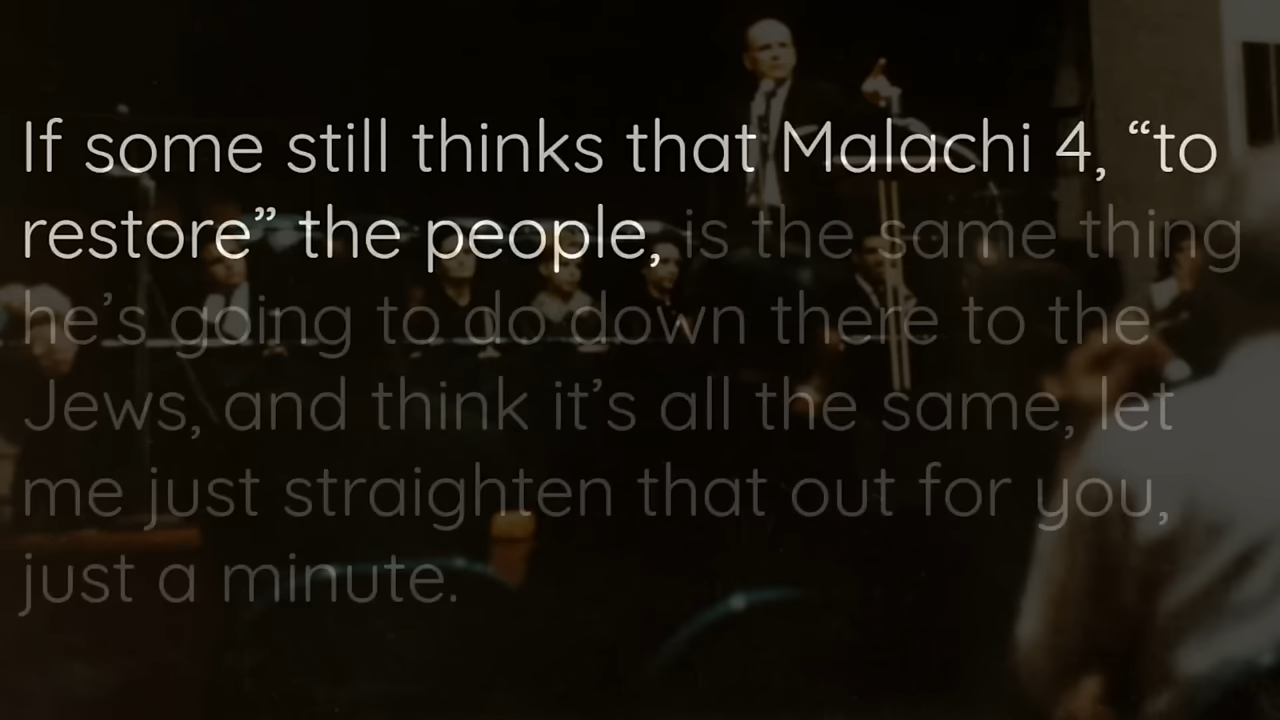 If some still thinks that Malachi 4, “to
restore” the people, is the same thing
he’s going to do down there to the
Jews, and think it’s all the same, let
me just straighten that out for you,
just a minute.